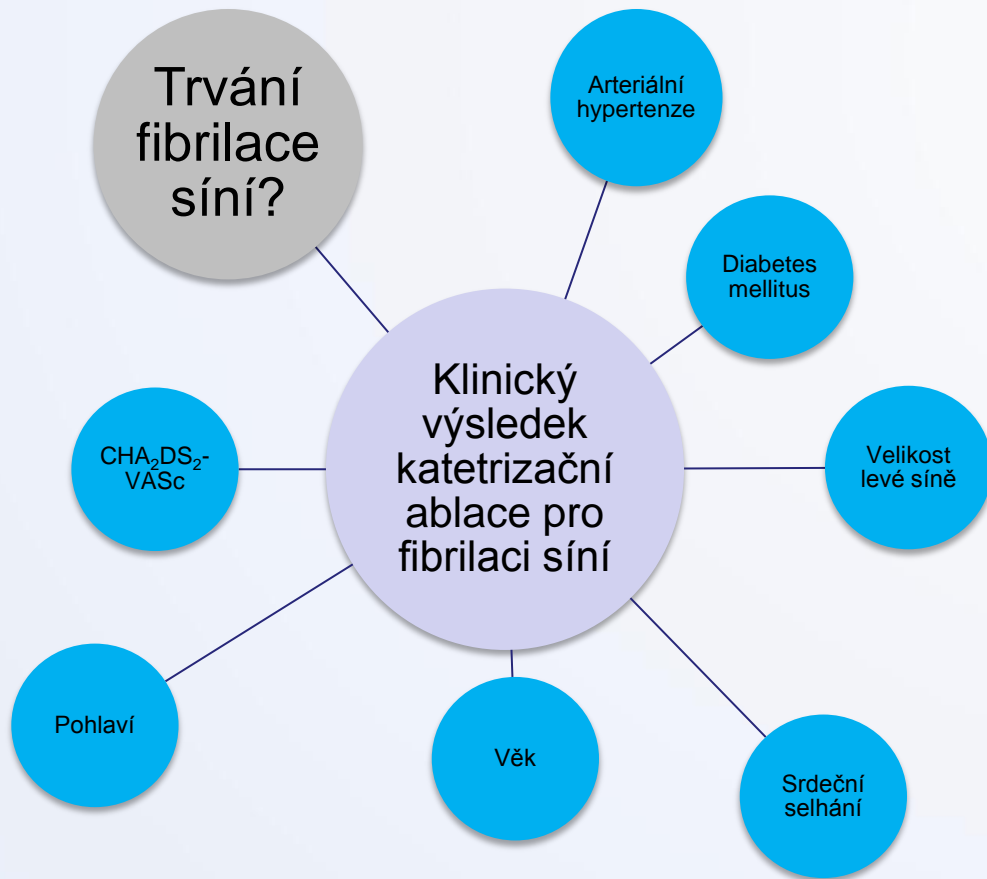 Trvání
fibrilace
síní?
Arteriální
hypertenze
Diabetes
mellitus
Klinický
výsledek
katetrizační
ablace pro
fibrilaci síní
CHA₂DS₂-
VASc
Velikost
levé síně
Pohlaví
Věk
Srdeční
selhání